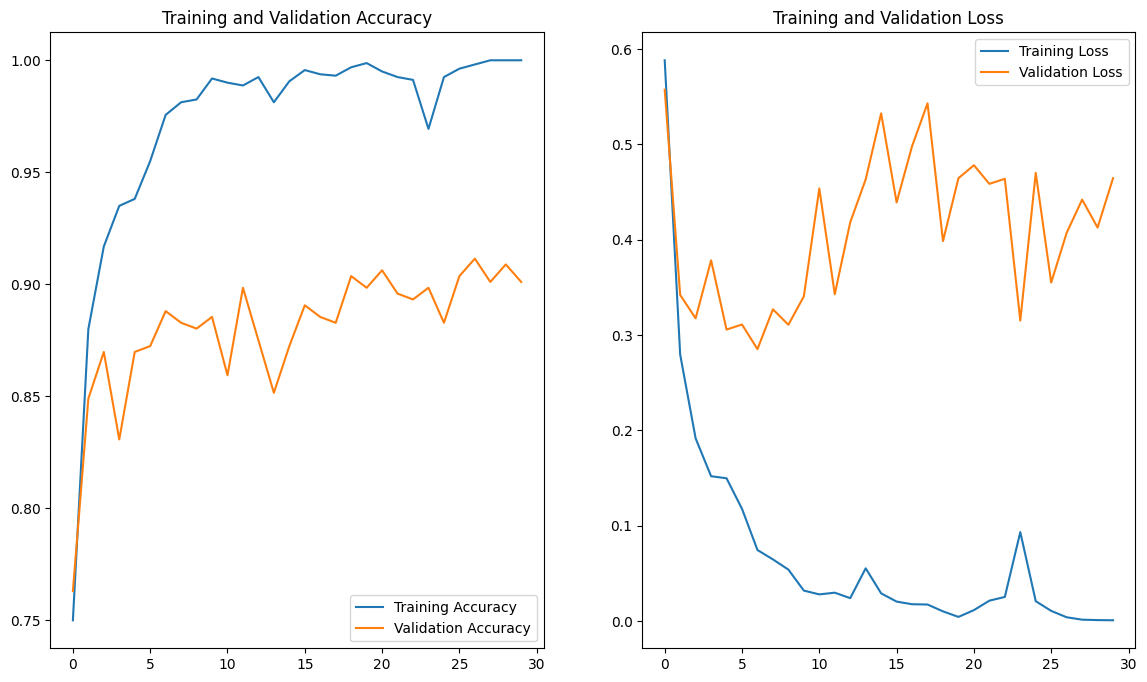 Training and Validation Accuracy
1.00
0.95
0.90
0.85
0.80
0.75
Training Accuracy
Validation Accuracy
0 5 10 15 20 25 30
Training and Validation Loss
0.6
0.5
0.4
0.3
0.2
0.1
0.0
Training Loss
Validation Loss
0 5 10 15 20 25 30